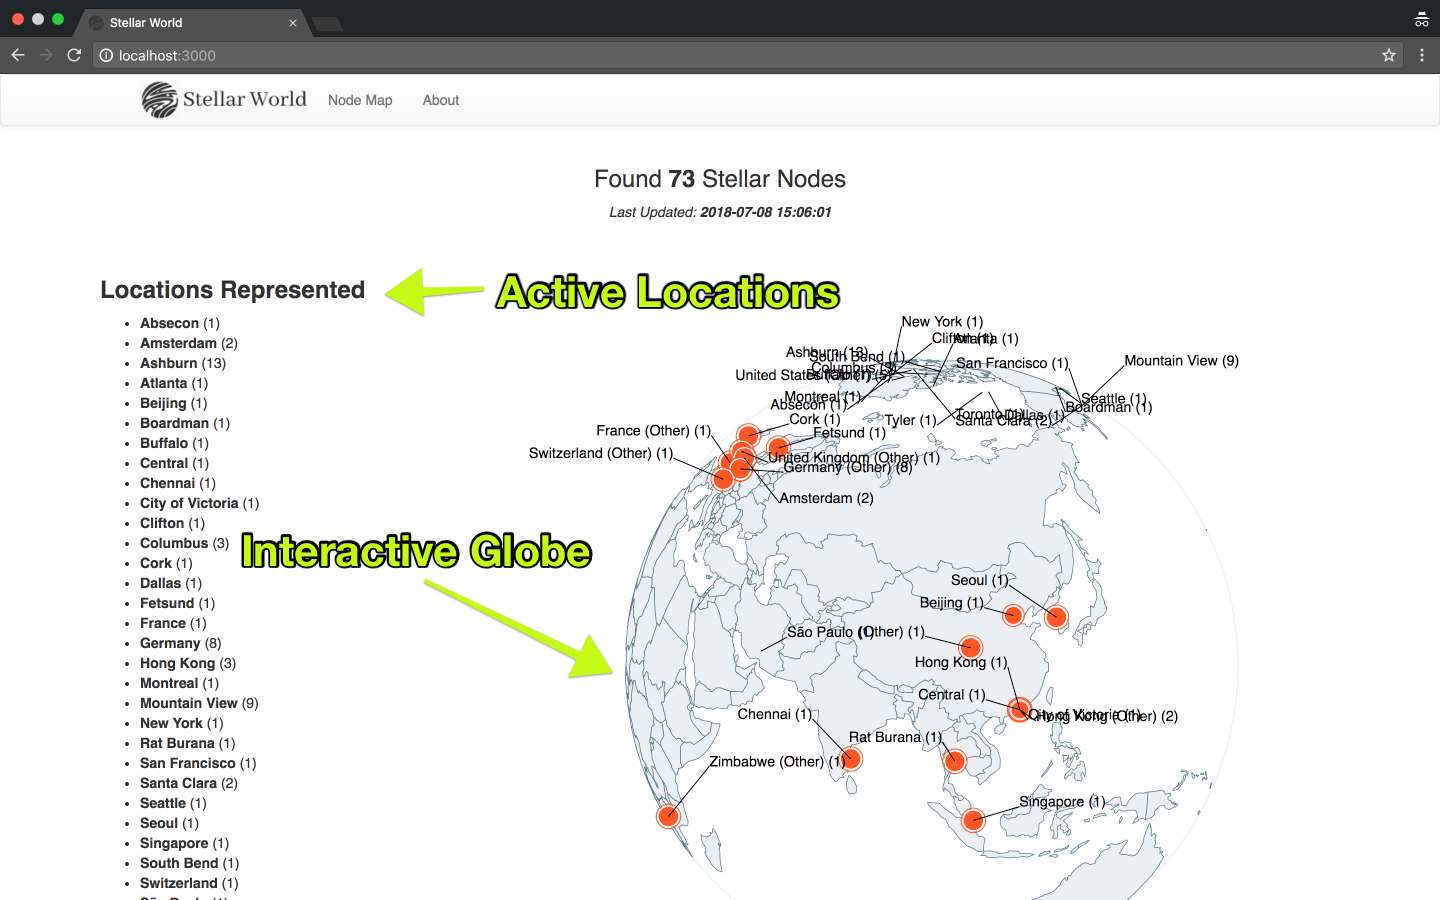 Stellar World
localhost:3000
Stellar World
Node Map
About
Found 73 Stellar Nodes
Last Updated: 2018-07-08 15:06:01
Locations Represented
Active Locations
Absecon (1)
Amsterdam (2)
Ashburn (13)
Atlanta (1)
Beijing (1)
Boardman (1)
Buffalo (1)
Central (1)
Chennai (1)
City of Victoria (1)
Clifton (1)
Columbus (3)
Cork (1)
Dallas (1)
Fetsund (1)
France (1)
Germany (8)
Hong Kong (3)
Montreal (1)
Mountain View (9)
New York (1)
Rat Burana (1)
San Francisco (1)
Santa Clara (2)
Seattle (1)
Seoul (1)
Singapore (1)
South Bend (1)
Switzerland (1)
Interactive Globe
New York (1)
Clifton (1)
Atlanta (1)
Ashburn (13)
South Bend (1)
San Francisco (1)
Mountain View (9)
Columbus (3)
United States (Other)
Montreal (1)
Absecon (1)
Seattle (1)
Boardman (1)
Cork (1)
Tyler (1)
Toronto (1)
Dallas (1)
Santa Clara (2)
France (Other) (1)
Fetsund (1)
Switzerland (Other) (1)
United Kingdom (Other) (1)
Germany (Other) (8)
Amsterdam (2)
Seoul (1)
Beijing (1)
São Paulo (1)
(Other) (1)
Hong Kong (1)
Central (1)
City of Victoria (1)
Hong Kong (Other) (2)
Chennai (1)
Rat Burana (1)
Zimbabwe (Other) (1)
Singapore (1)